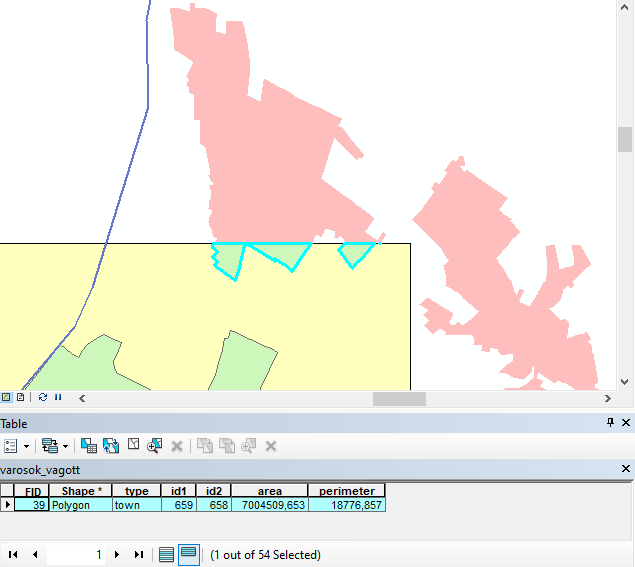 Table
varosok_vagott
FID Shape * type id1 id2 area perimeter
39 Polygon town 659 658 7004509,653 18776,857
1 (1 out of 54 Selected)